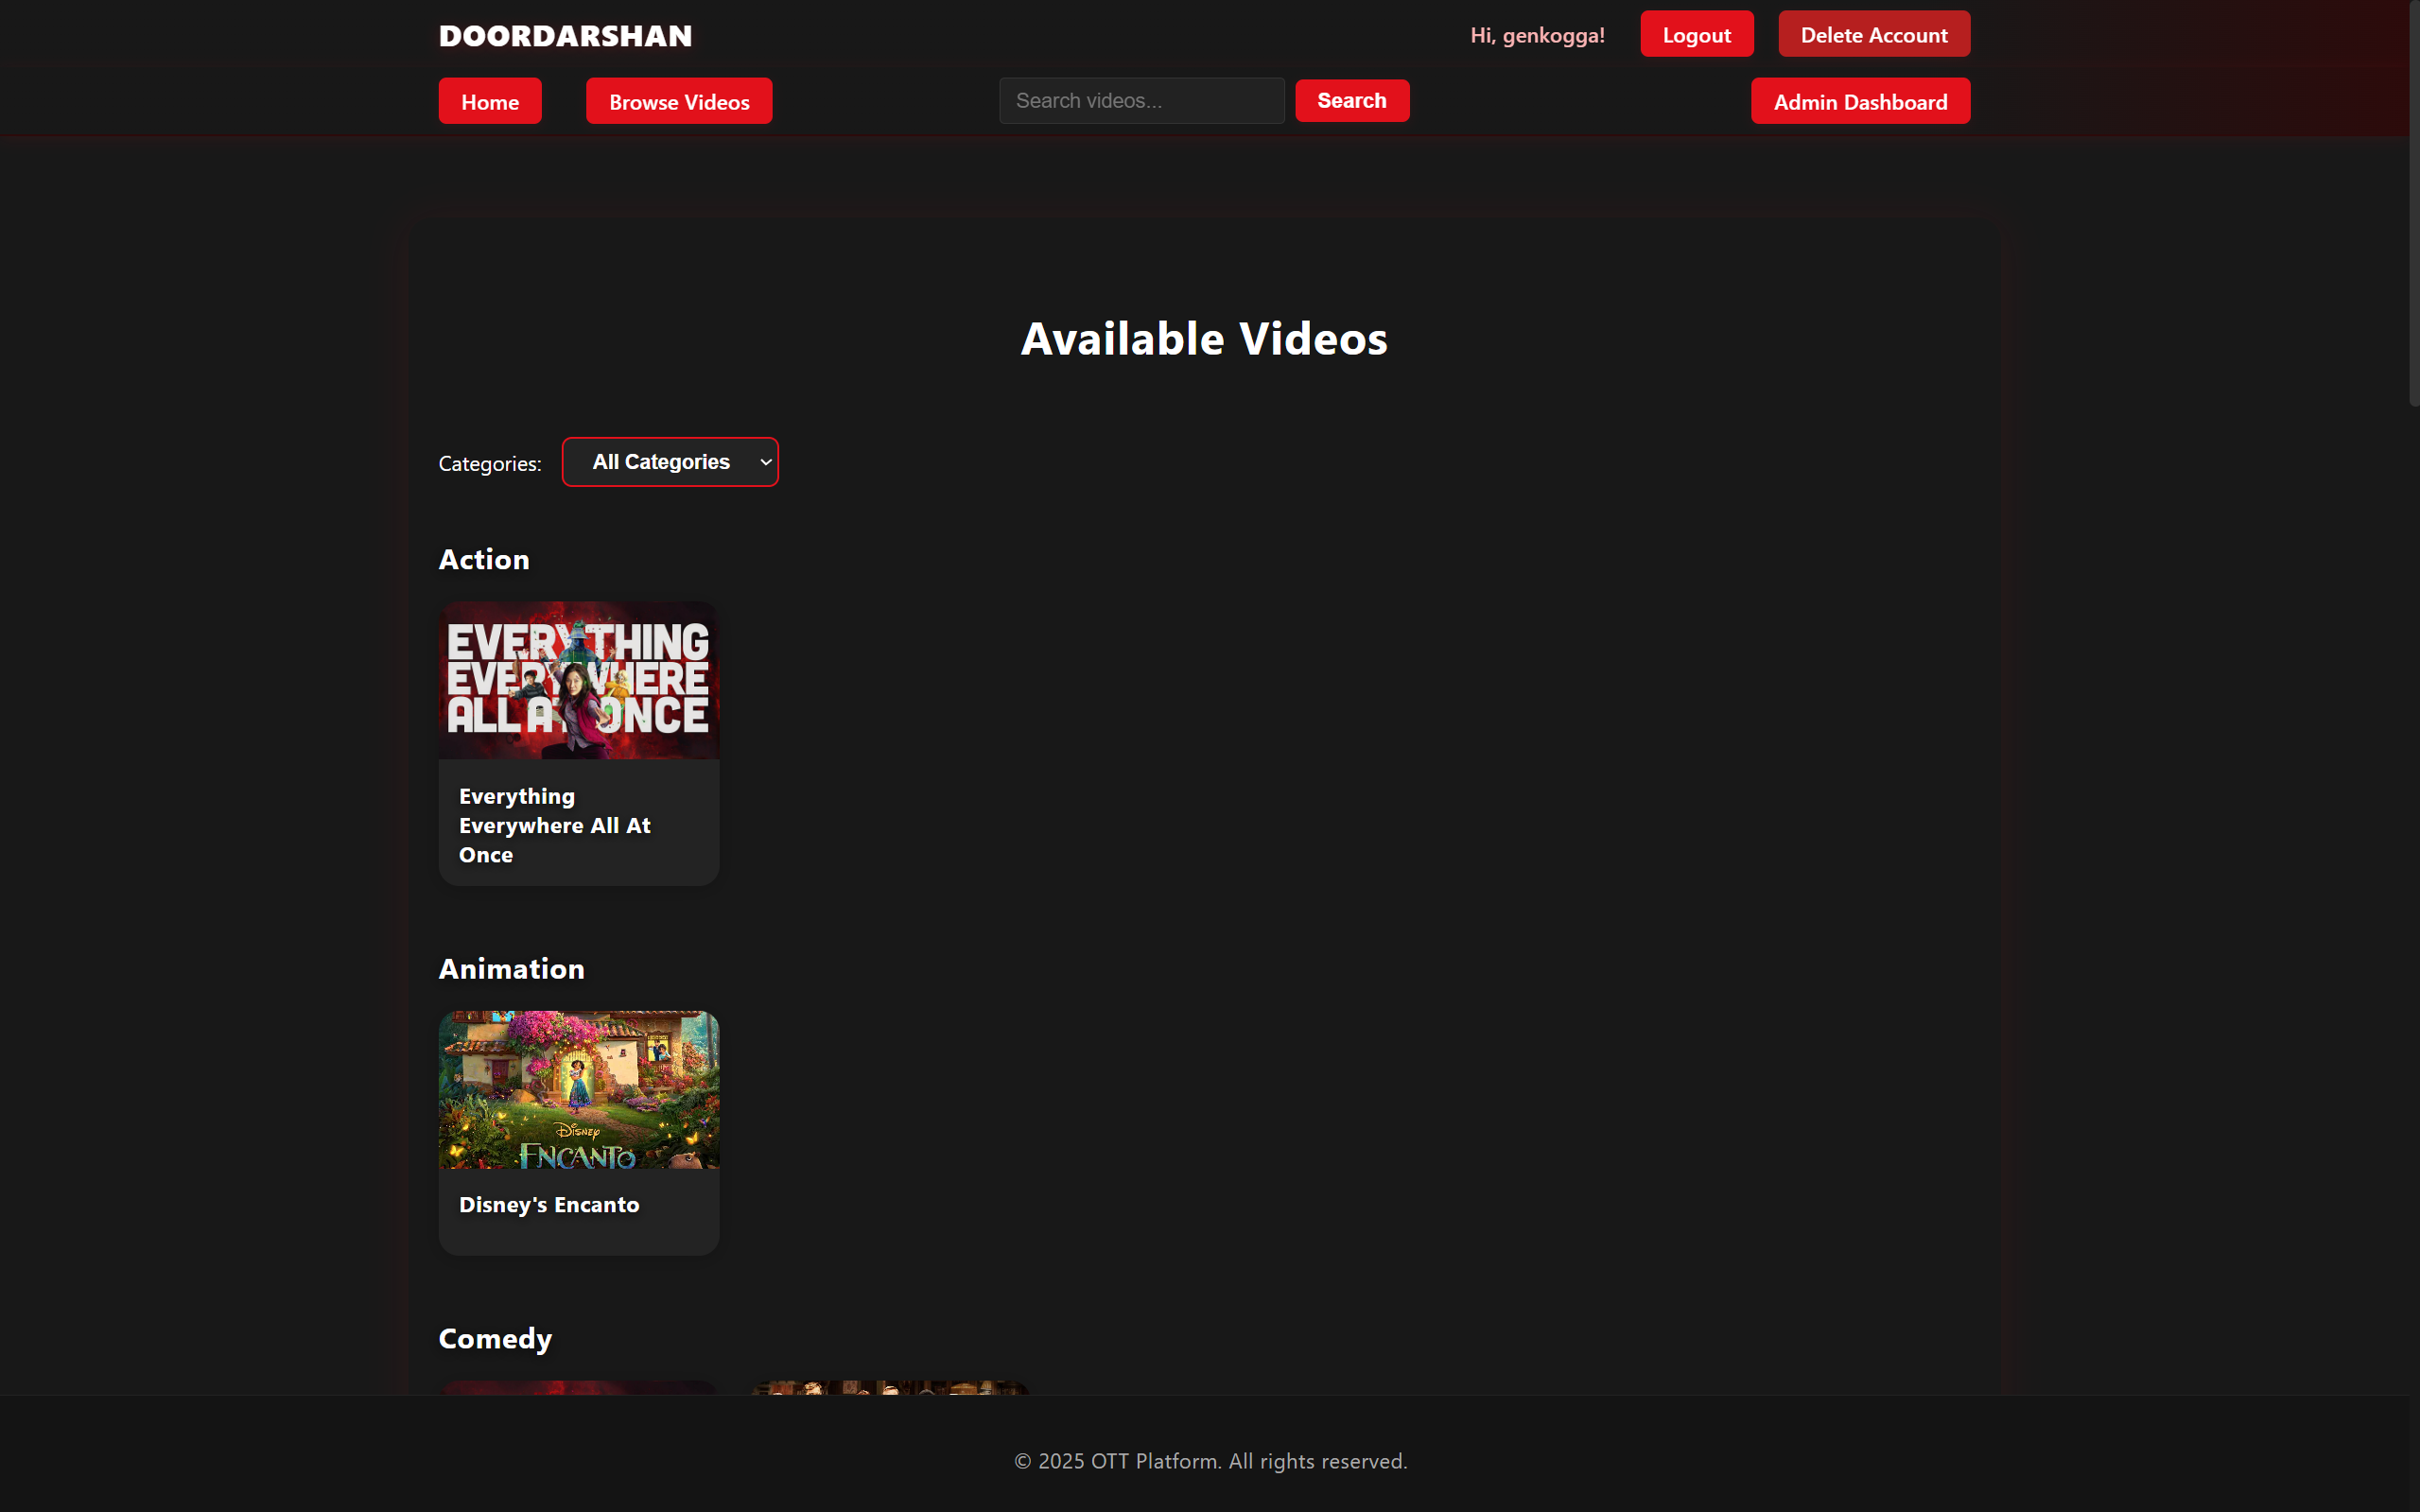 DOORDARSHAN
Hi, genkogga!
Logout
Delete Account
Home
Browse Videos
Search videos...
Search
Admin Dashboard
Available Videos
Categories:
All Categories
Action
EVERYTHING
EVERYWHERE
ALL AT ONCE
Everything
Everywhere All At
Once
Animation
DISNEY
ENCANTO
Disney's Encanto
Comedy
© 2025 OTT Platform. All rights reserved.